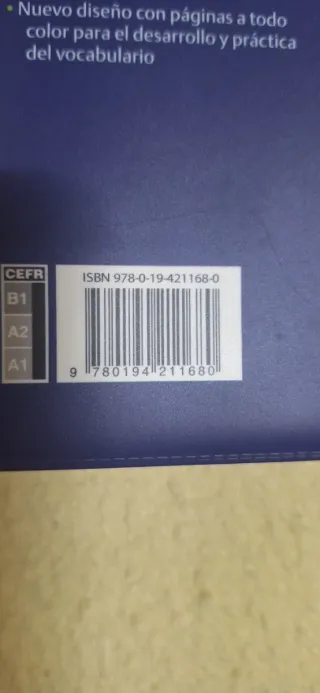 • Nuevo diseño con páginas a todo
color para el desarrollo y práctica
del vocabulario
CEFR
B1
A2
A1
ISBN 978-0-19-421168-0
9 780194 211680